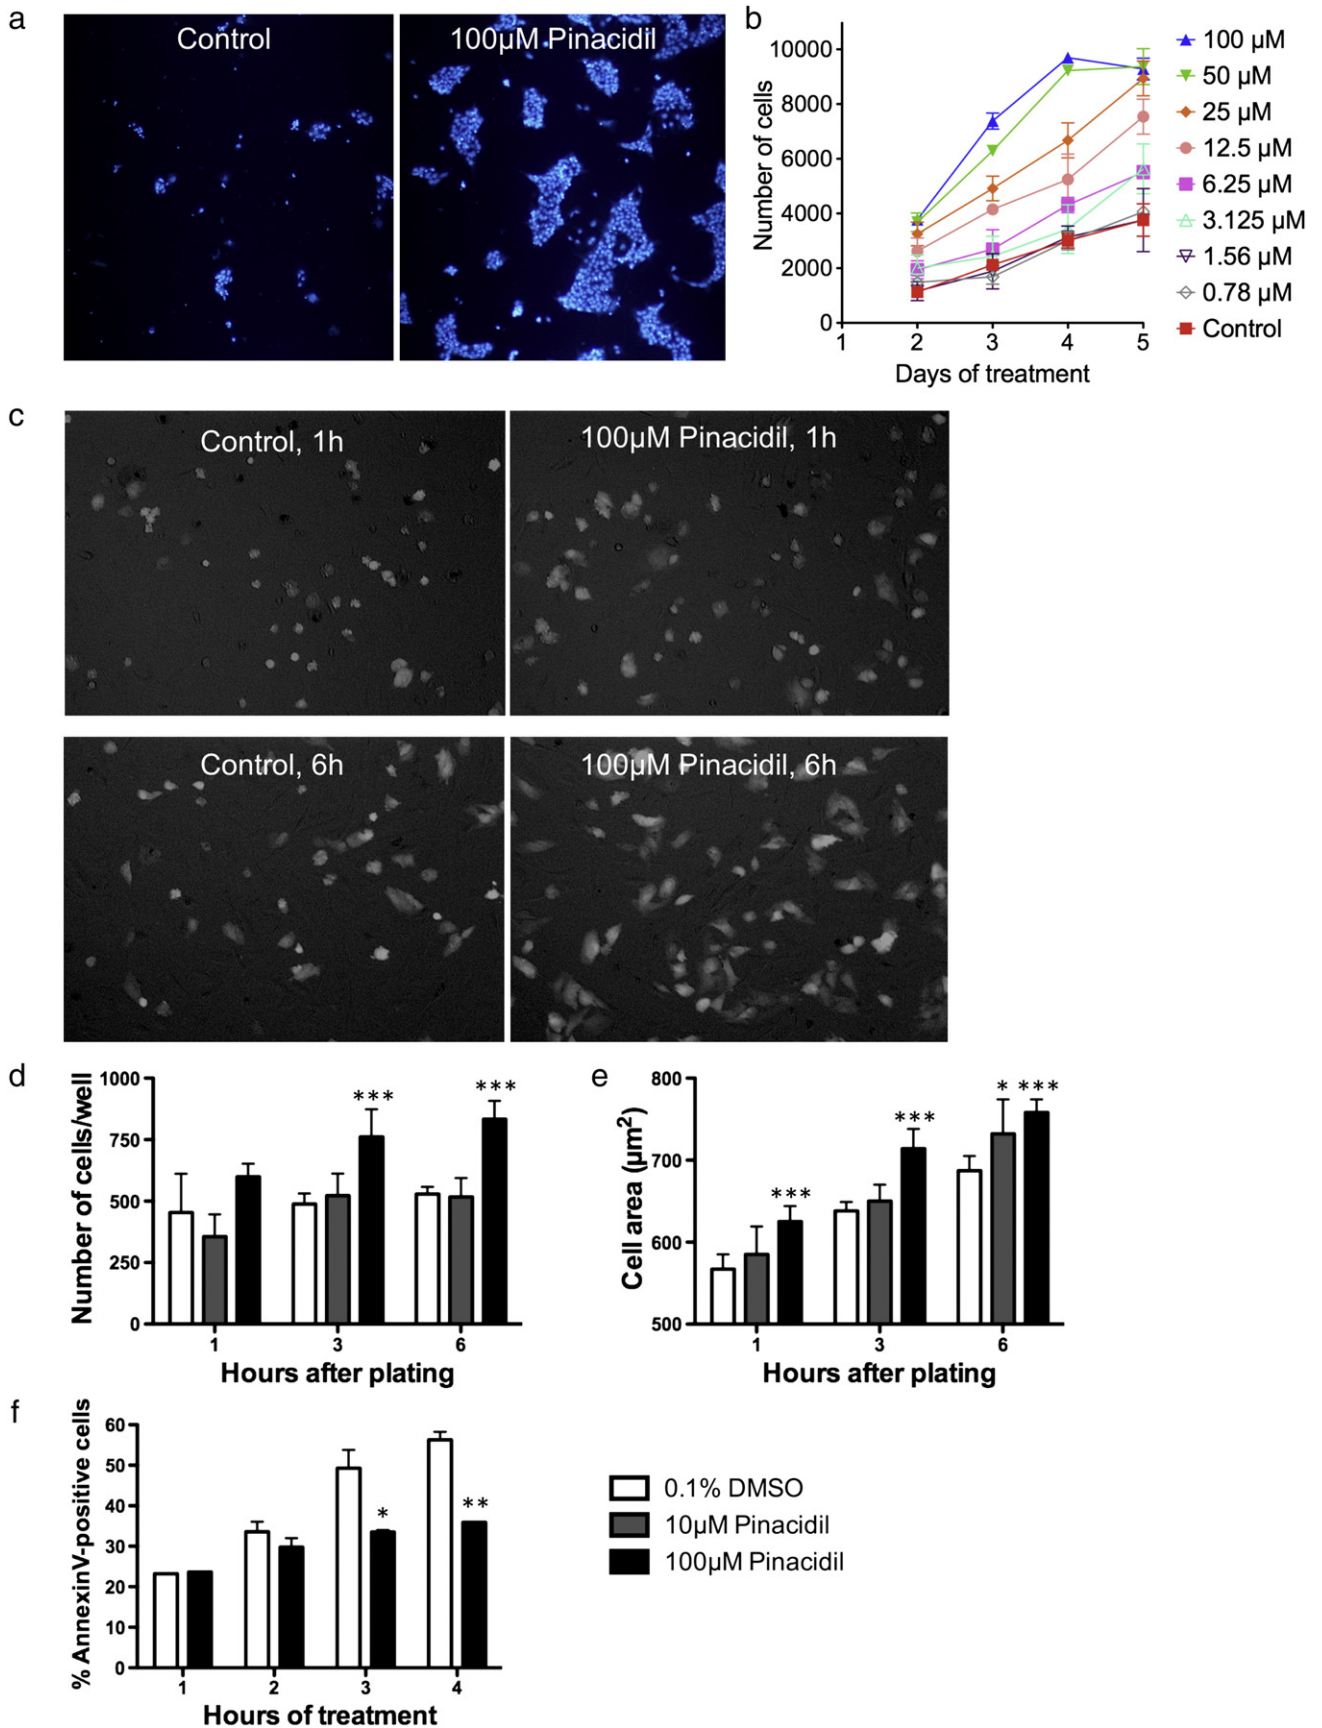 a
Control
100µM Pinacidil
b
Number of cells
10000
8000
6000
4000
2000
0
1
2
3
4
5
Days of treatment
100 µM
50 µM
25 µM
12.5 µM
6.25 µM
3.125 µM
1.56 µM
0.78 µM
Control
c
Control, 1h
100µM Pinacidil, 1h
Control, 6h
100µM Pinacidil, 6h
d
Number of cells/well
1000
750
500
250
0
***
***
1
3
6
Hours after plating
e
Cell area (µm²)
800
700
600
500
***
***
* ***
1
3
6
Hours after plating
f
% AnnexinV-positive cells
60
50
40
30
20
10
0
*
**
1
2
3
4
Hours of treatment
0.1% DMSO
10µM Pinacidil
100µM Pinacidil